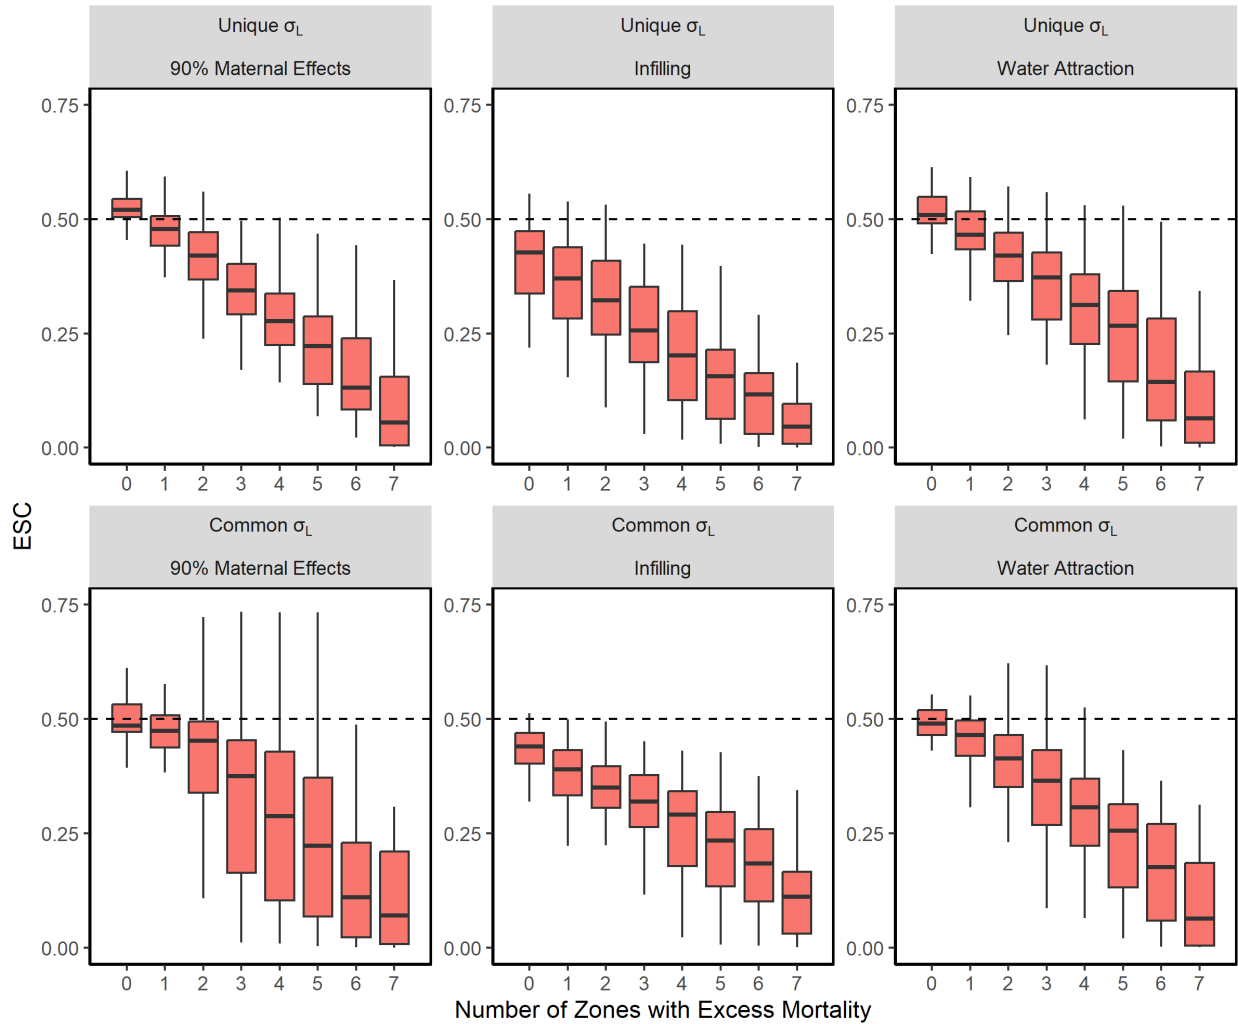 Unique σL
90% Maternal Effects
Unique σL
Infilling
Unique σL
Water Attraction
0.75
0.50
0.25
0.00
0 1 2 3 4 5 6 7
0.75
0.50
0.25
0.00
0 1 2 3 4 5 6 7
0.75
0.50
0.25
0.00
0 1 2 3 4 5 6 7
ESC
Common σL
90% Maternal Effects
Common σL
Infilling
Common σL
Water Attraction
0.75
0.50
0.25
0.00
0 1 2 3 4 5 6 7
0.75
0.50
0.25
0.00
0 1 2 3 4 5 6 7
0.75
0.50
0.25
0.00
0 1 2 3 4 5 6 7
Number of Zones with Excess Mortality